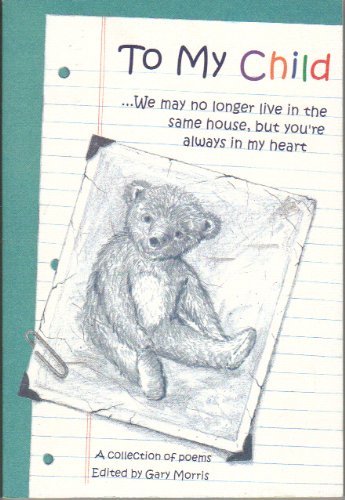 To My Child
...We may no longer live in the
same house, but you're
always in my heart
A collection of poems
Edited by Gary Morris